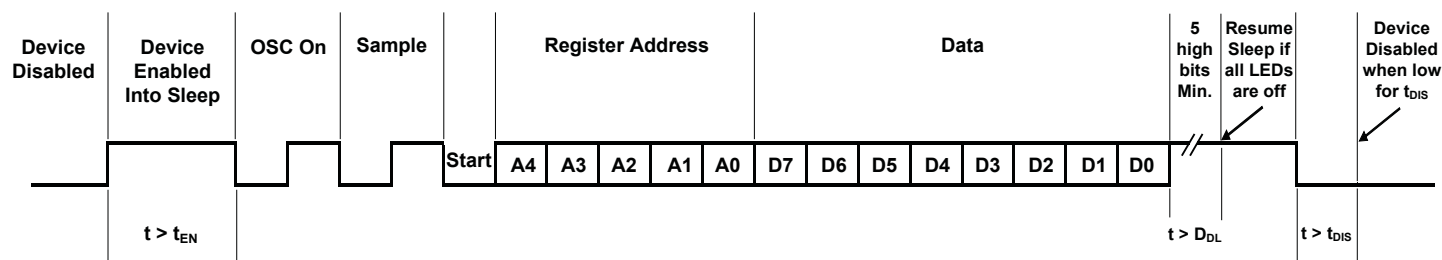 Device
Disabled
Device
Enabled
Into Sleep
OSC On
Sample
Register Address
Data
5
high
bits
Min.
Resume
Sleep if
all LEDs
are off
Device
Disabled
when low
for tDIS
Start A4 A3 A2 A1 A0 D7 D6 D5 D4 D3 D2 D1 D0
t > tEN
t > DDL
t > tDIS